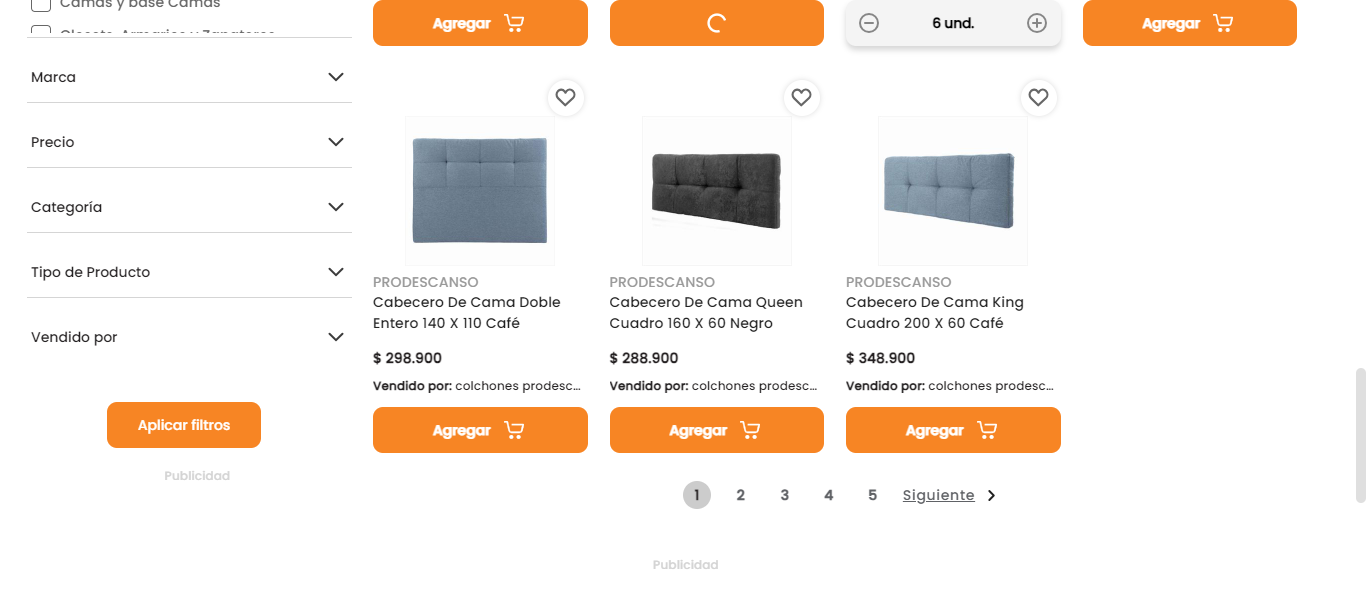 Camas y base Camas
Closets, Armarios y Zapateros
Marca
Precio
Categoría
Tipo de Producto
Vendido por
Aplicar filtros
Publicidad
Agregar
6 und.
Agregar
PRODESCANSO
Cabecero De Cama Doble
Entero 140 X 110 Café
$ 298.900
Vendido por: colchones prodesc...
Agregar
PRODESCANSO
Cabecero De Cama Queen
Cuadro 160 X 60 Negro
$ 288.900
Vendido por: colchones prodesc...
Agregar
PRODESCANSO
Cabecero De Cama King
Cuadro 200 X 60 Café
$ 348.900
Vendido por: colchones prodesc...
Agregar
1 2 3 4 5 Siguiente
Publicidad